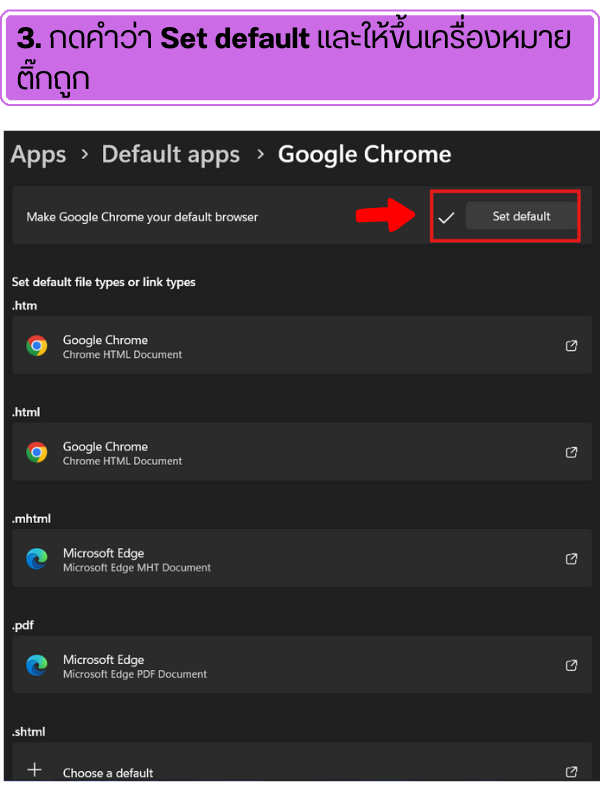 3. กดคำว่า Set default และให้ขึ้นเครื่องหมาย
ติ๊กถูก
Apps > Default apps > Google Chrome
Make Google Chrome your default browser
Set default
Set default file types or link types
.htm
Google Chrome
Chrome HTML Document
.html
Google Chrome
Chrome HTML Document
.mhtml
Microsoft Edge
Microsoft Edge MHT Document
.pdf
Microsoft Edge
Microsoft Edge PDF Document
.shtml
Choose a default